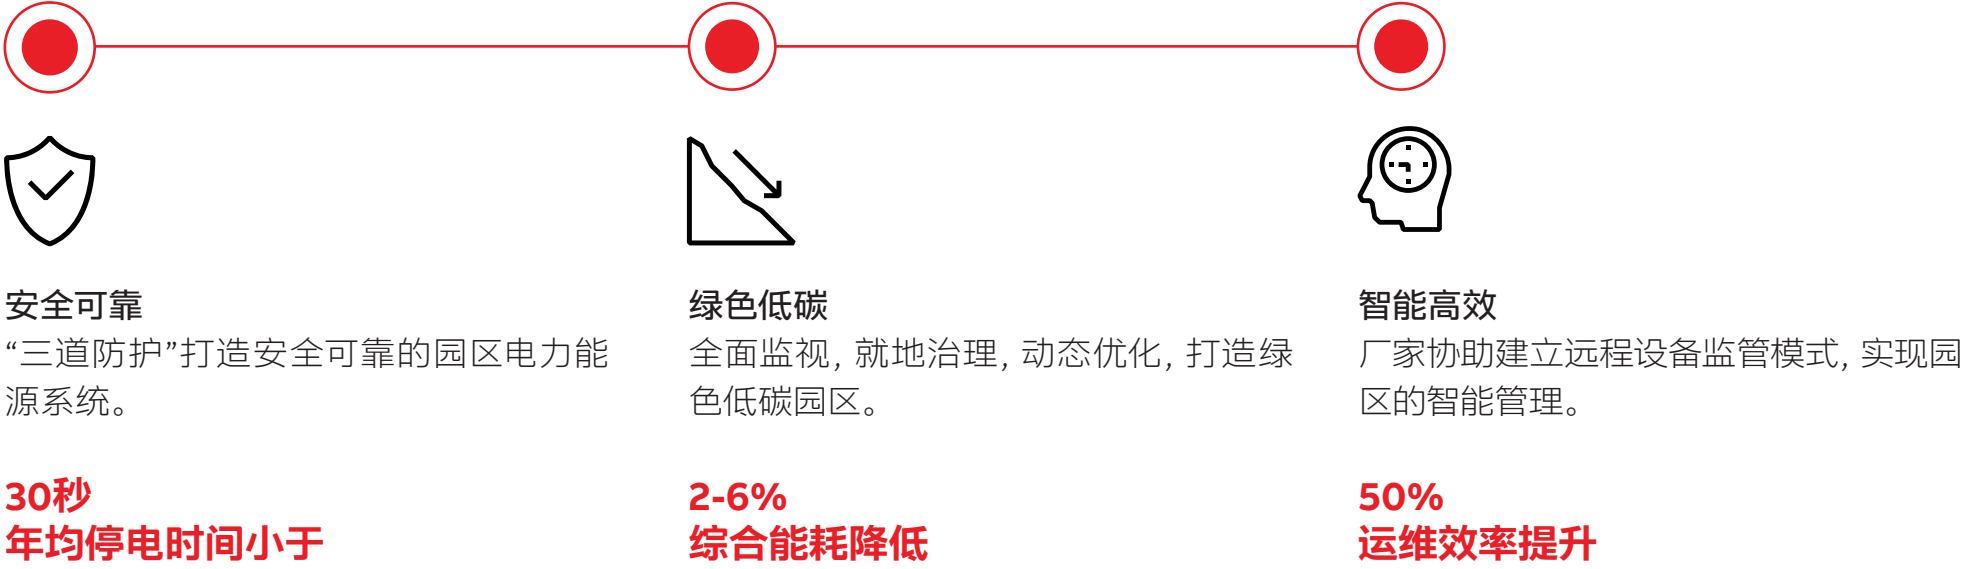 安全可靠
“三道防护”打造安全可靠的园区电力能
源系统。
30秒
年均停电时间小于
绿色低碳
全面监视, 就地治理, 动态优化, 打造绿
色低碳园区。
2-6%
综合能耗降低
智能高效
厂家协助建立远程设备监管模式, 实现园
区的智能管理。
50%
运维效率提升